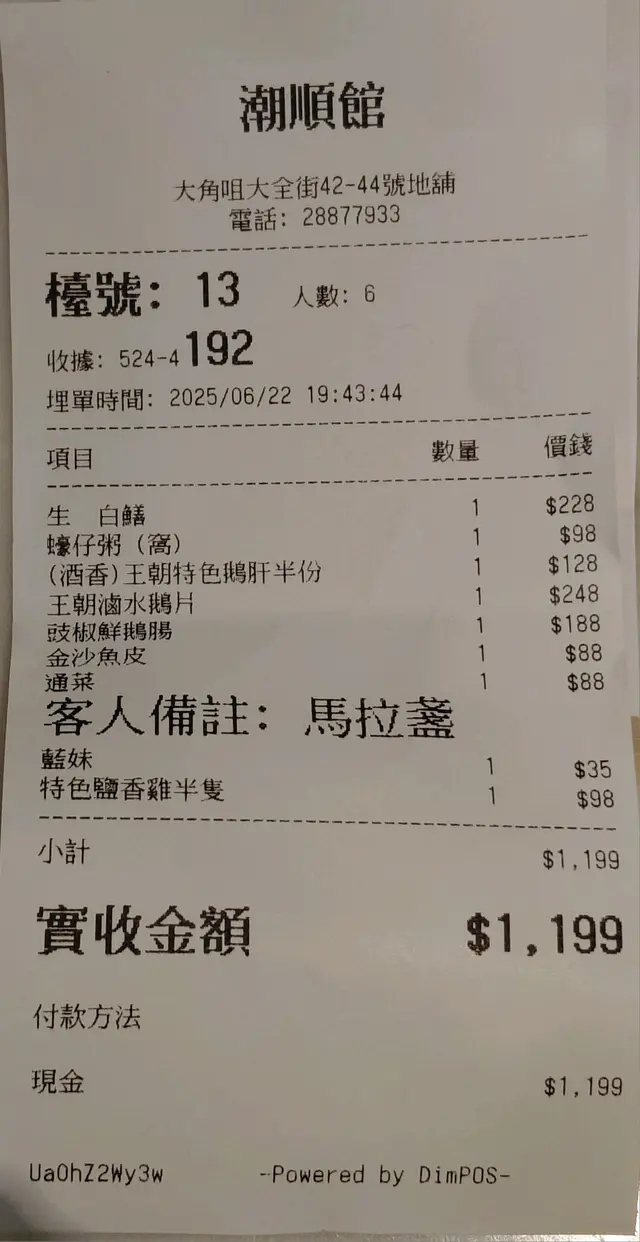 潮順館
大角咀大全街42-44號地舖
電話: 28877933
檯號: 13 人數: 6
收據: 524-4192
埋單時間: 2025/06/22 19:43:44
項目 數量 價錢
生 白鱔 1 $228
蠔仔粥 (窩) 1 $98
(酒香)王朝特色鵝肝半份 1 $128
王朝滷水鵝片 1 $248
豉椒鮮鵝腸 1 $188
金沙魚皮 1 $88
通菜 1 $88
客人備註: 馬拉盞
藍妹 1 $35
特色鹽香雞半隻 1 $98
小計 $1,199
實收金額 $1,199
付款方法
現金 $1,199
Ua0hZ2Wy3w -Powered by DimPOS-